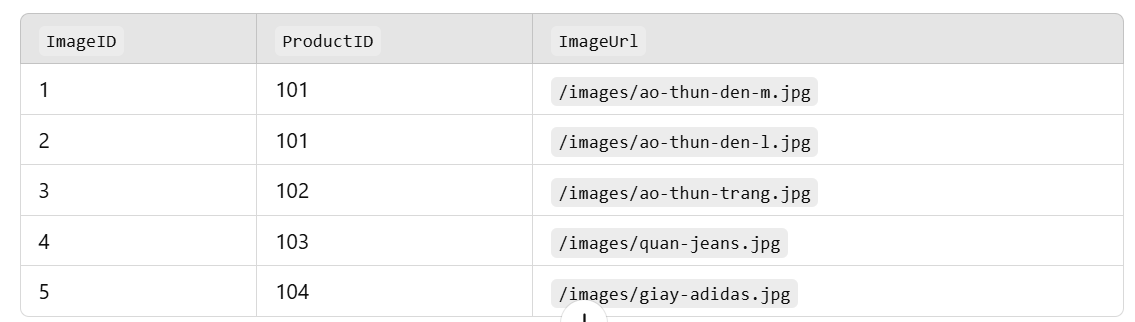 ImageID ProductID ImageUrl
1 101 /images/ao-thun-den-m.jpg
2 101 /images/ao-thun-den-l.jpg
3 102 /images/ao-thun-trang.jpg
4 103 /images/quan-jeans.jpg
5 104 /images/giay-adidas.jpg